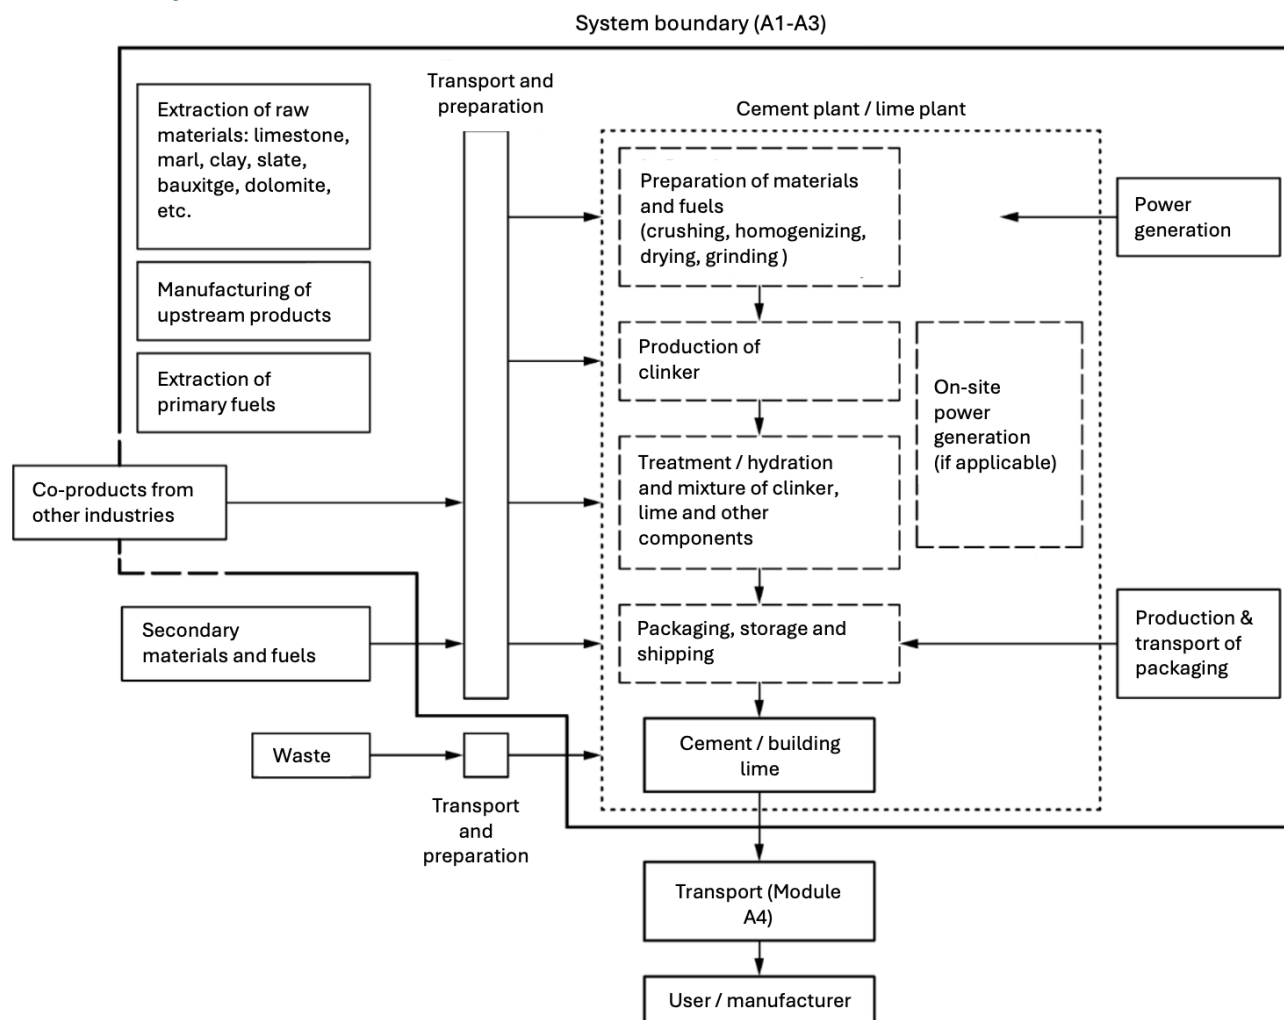 System boundary (A1-A3)
Transport and
preparation
Extraction of raw
materials: limestone,
marl, clay, slate,
bauxitge, dolomite,
etc.
Manufacturing of
upstream products
Extraction of
primary fuels
Co-products from
other industries
Secondary
materials and fuels
Waste
Transport
and
preparation
Cement plant / lime plant
Preparation of materials
and fuels
(crushing, homogenizing,
drying, grinding )
Production of
clinker
Treatment / hydration
and mixture of clinker,
lime and other
components
Packaging, storage and
shipping
Cement / building
lime
On-site
power
generation
(if applicable)
Power
generation
Production &
transport of
packaging
Transport (Module
A4)
User / manufacturer